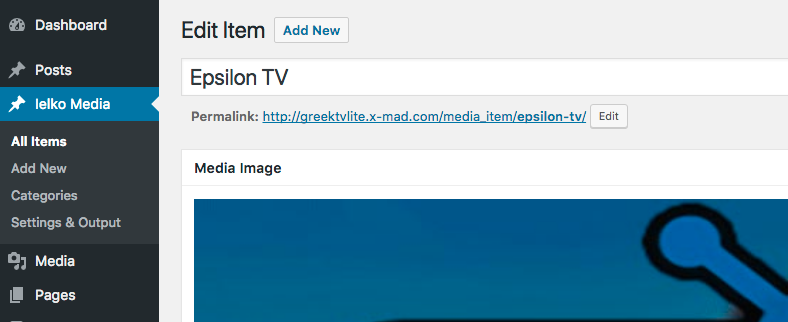 Dashboard
Posts
Ielko Media
All Items
Add New
Categories
Settings & Output
Media
Pages
Edit Item Add New
Epsilon TV
Permalink: http://greektvlite.x-mad.com/media_item/epsilon-tv/ Edit
Media Image